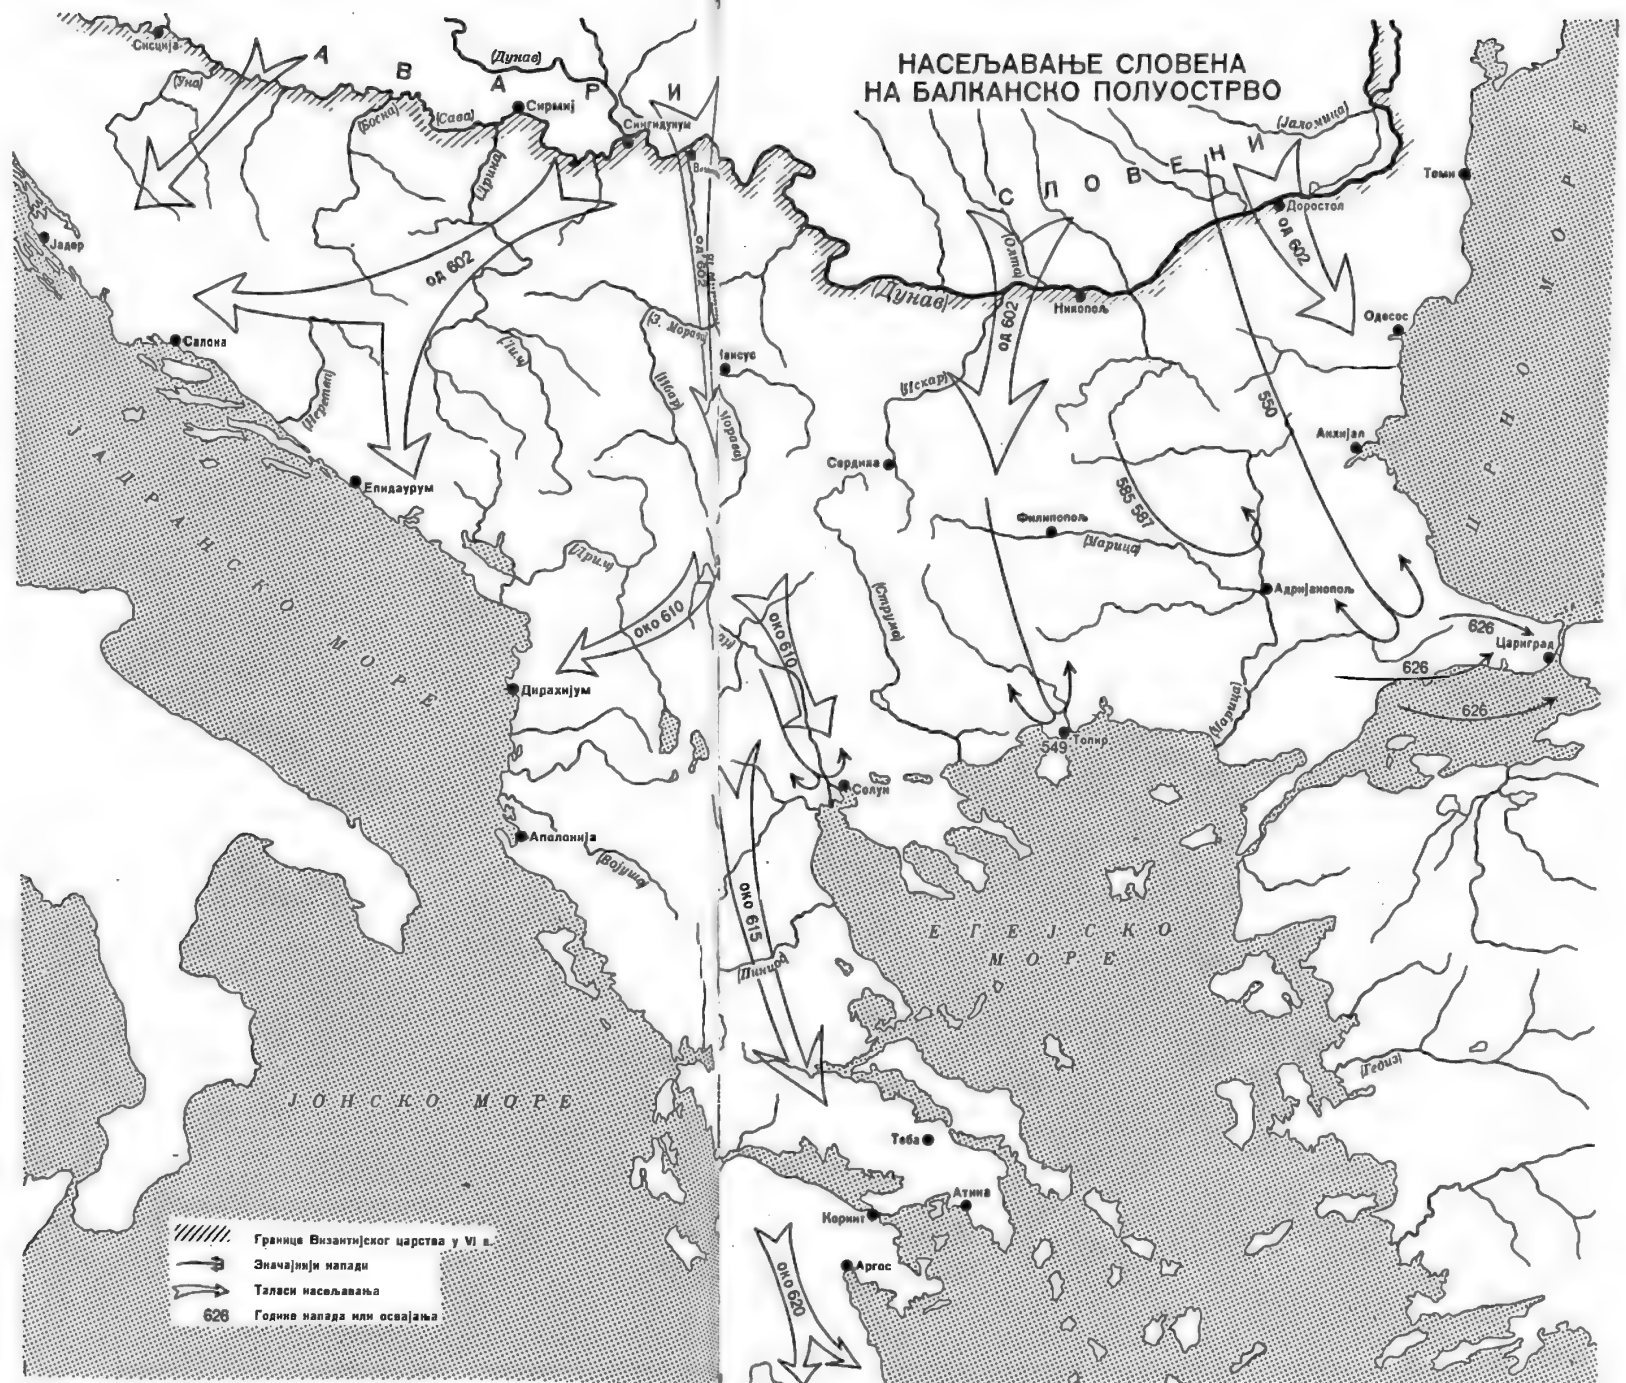 НАСЕЉАВАЊЕ СЛОВЕНА
НА БАЛКАНСКО ПОЛУОСТРВО
Сисција
А В А Р И
(Дунав)
(Уна)
(Босна)
(Сава)
Сирмиј
Сингидунум
(Дрина)
(Јаломица)
С Л О В Е Н И
Томи
Доростол
од 602
Јадер
од 602
од 602
(Олта)
(Дунав)
Никопољ
од 602
Одесос
Ц Р Н О М О Р Е
Салона
(З. Морава)
(Лим)
(Ибар)
(Неретва)
(Искар)
550
Морава
Анхијал
Сердика
Епидаурум
585 587
Филипопољ
(Марица)
Ј А Д Р А Н С К О М О Р Е
(Дрим)
(Струма)
Адријанопољ
око 610
око 610
626
Цариград
626
626
Дирахијум
(Марица)
549
Топир
Солун
Аполонија
(Војуша)
око 615
Е Г Е Ј С К О
М О Р Е
(Гедиз)
Ј О Н С К О М О Р Е
Теба
Атина
Коринт
Аргос
око 620
Границе Византијског царства у VI в.
Значајнији напади
Таласи насељавања
626 Године напада или освајања